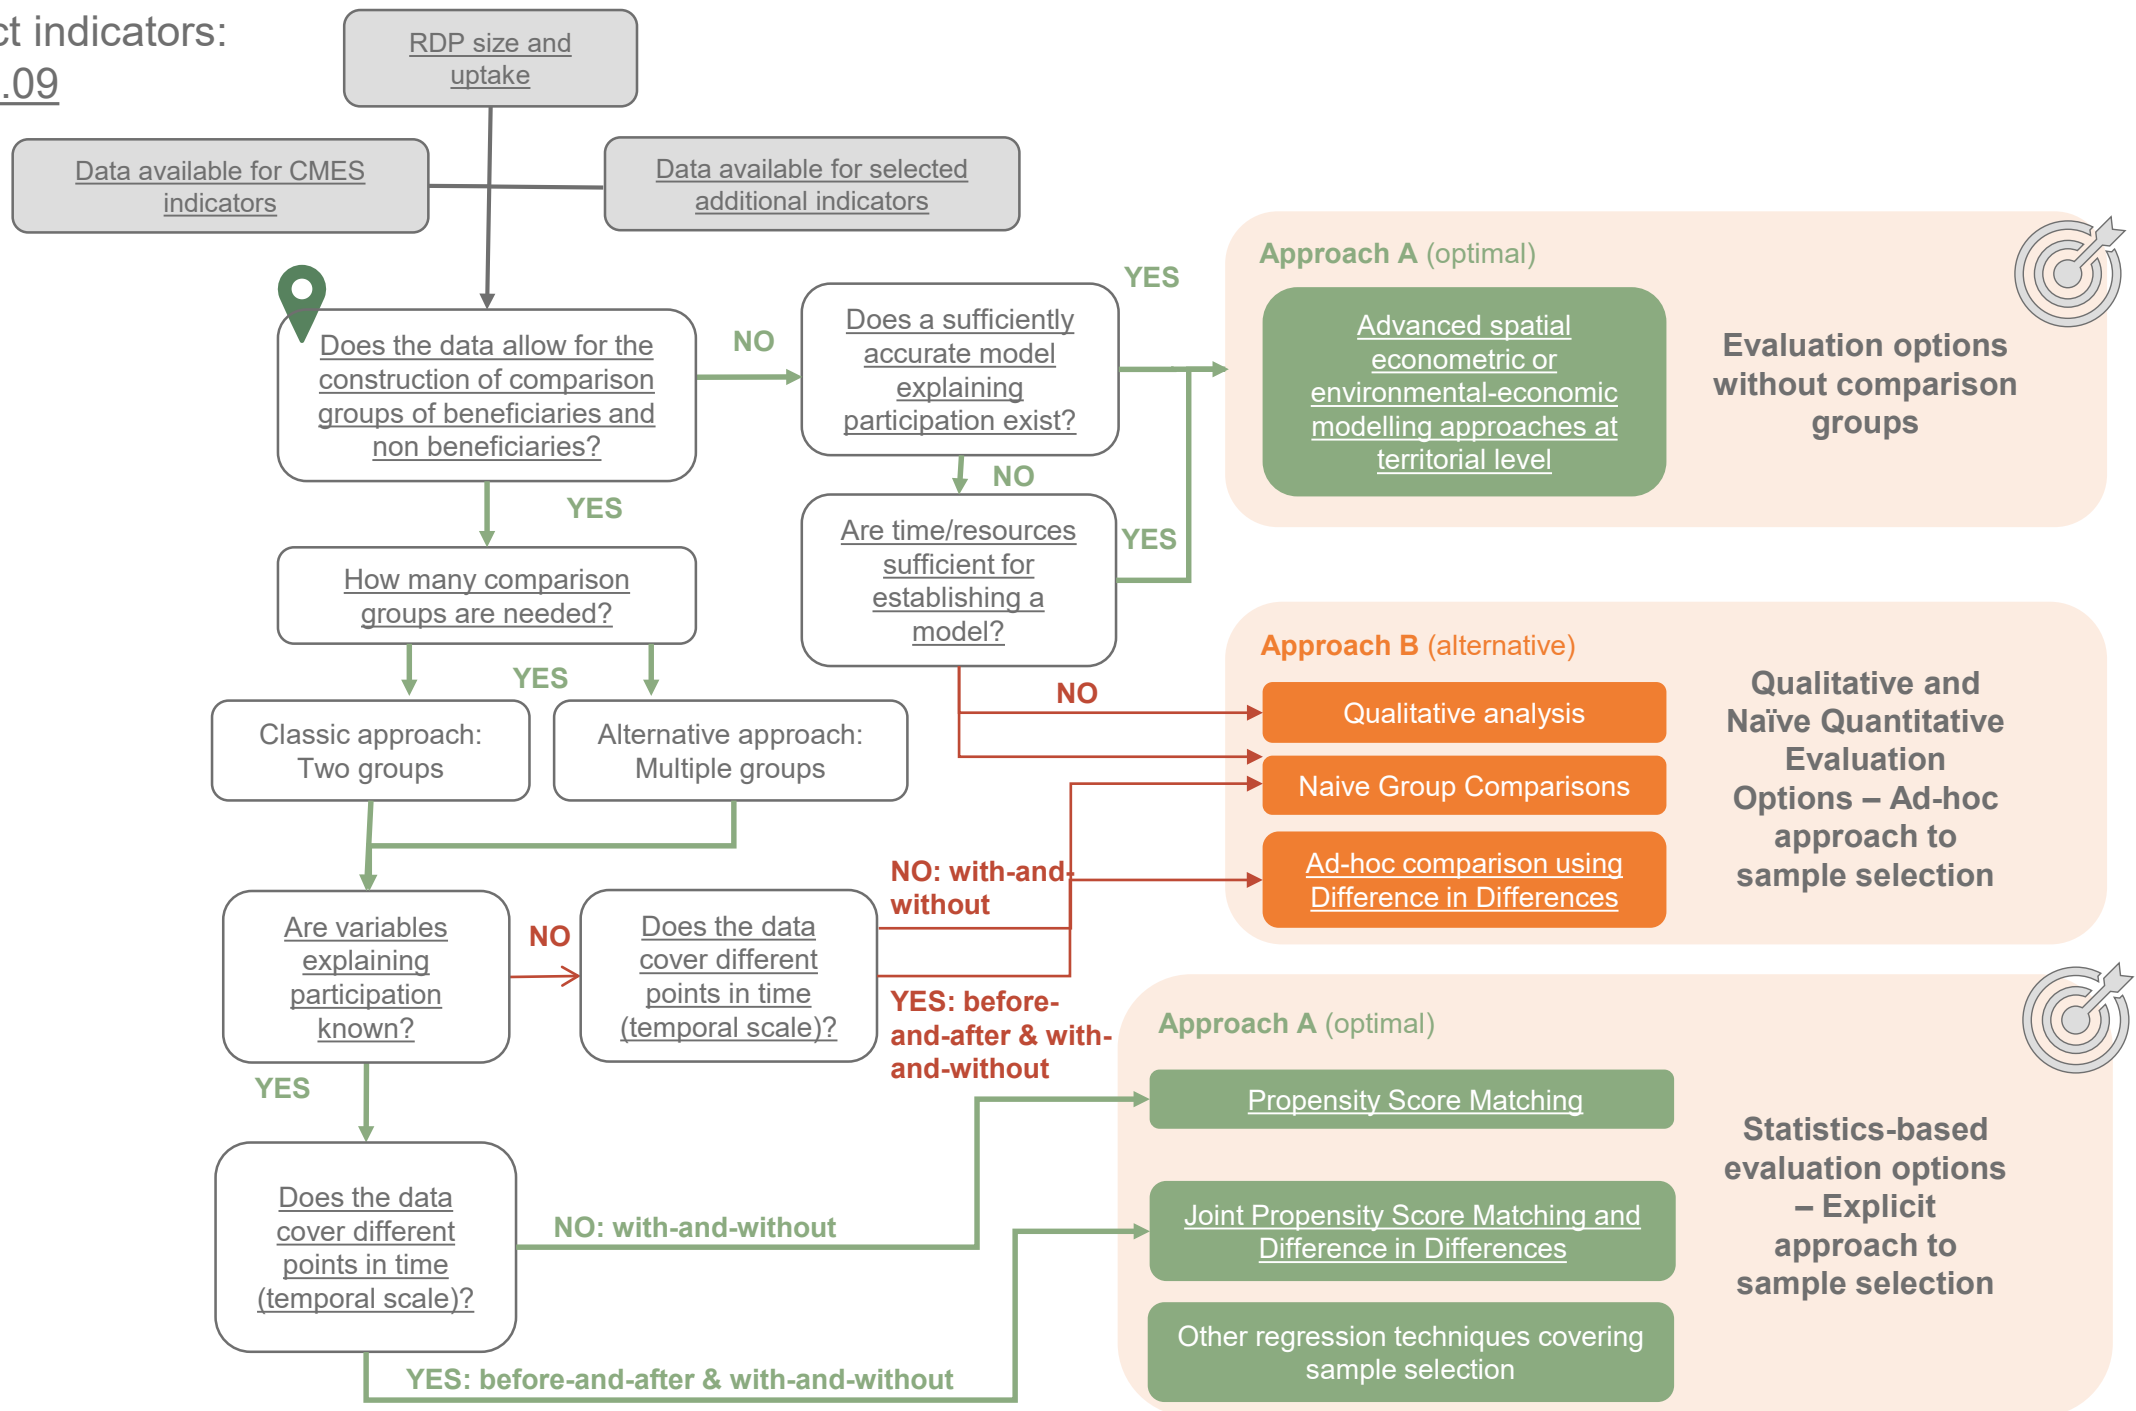 ct indicators:
.09
RDP size and
uptake
Data available for CMES
indicators
Data available for selected
additional indicators
Does the data allow for the
construction of comparison
groups of beneficiaries and
non beneficiaries?
NO
YES
Does a sufficiently
accurate model
explaining
participation exist?
YES
NO
Are time/resources
sufficient for
establishing a
model?
YES
NO
Approach A (optimal)
Advanced spatial
econometric or
environmental-economic
modelling approaches at
territorial level
Evaluation options
without comparison
groups
How many comparison
groups are needed?
YES
Classic approach:
Two groups
Alternative approach:
Multiple groups
Approach B (alternative)
Qualitative analysis
Naive Group Comparisons
Ad-hoc comparison using
Difference in Differences
Qualitative and
Naïve Quantitative
Evaluation
Options – Ad-hoc
approach to
sample selection
Are variables
explaining
participation
known?
NO
YES
Does the data
cover different
points in time
(temporal scale)?
NO: with-and-
without
YES: before-
and-after & with-
and-without
Does the data
cover different
points in time
(temporal scale)?
NO: with-and-without
YES: before-and-after & with-and-without
Approach A (optimal)
Propensity Score Matching
Joint Propensity Score Matching and
Difference in Differences
Other regression techniques covering
sample selection
Statistics-based
evaluation options
– Explicit
approach to
sample selection